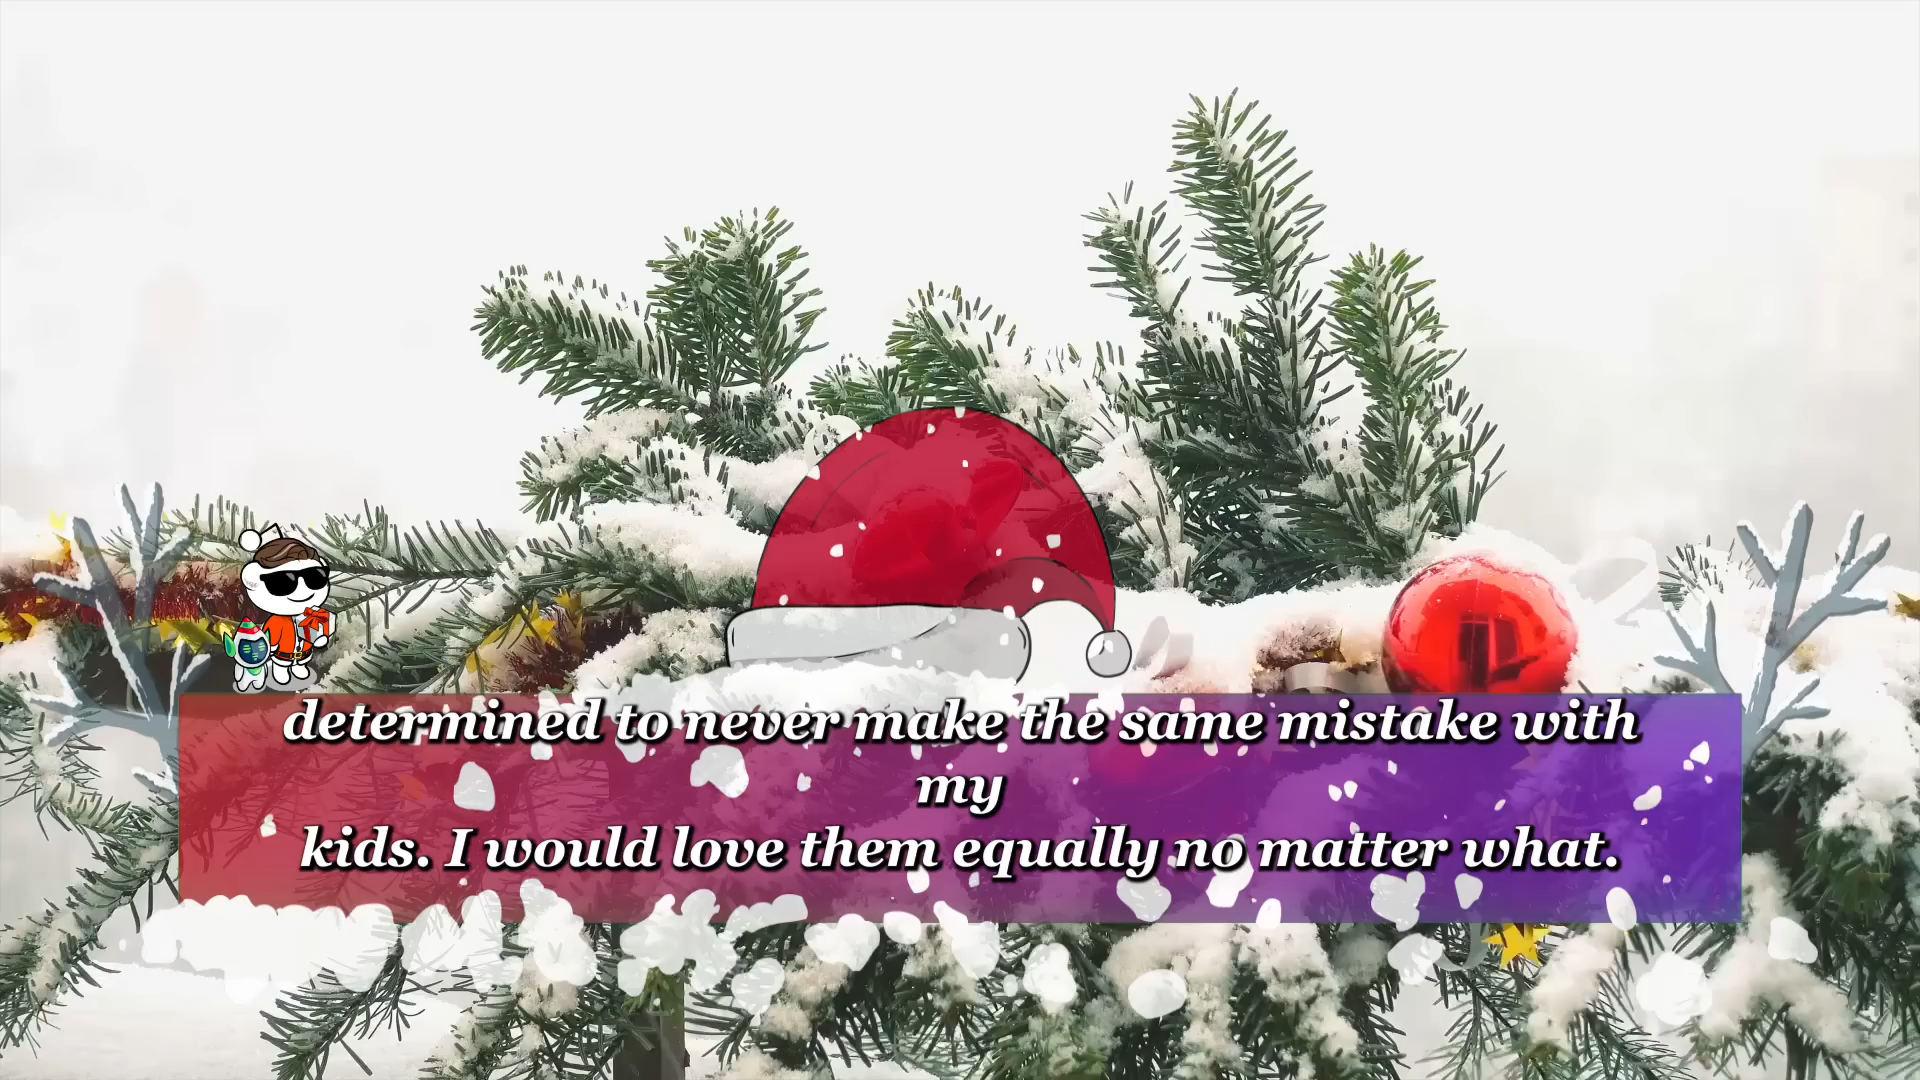 determined to never make the same mistake with
my
kids. I would love them equally no matter what.